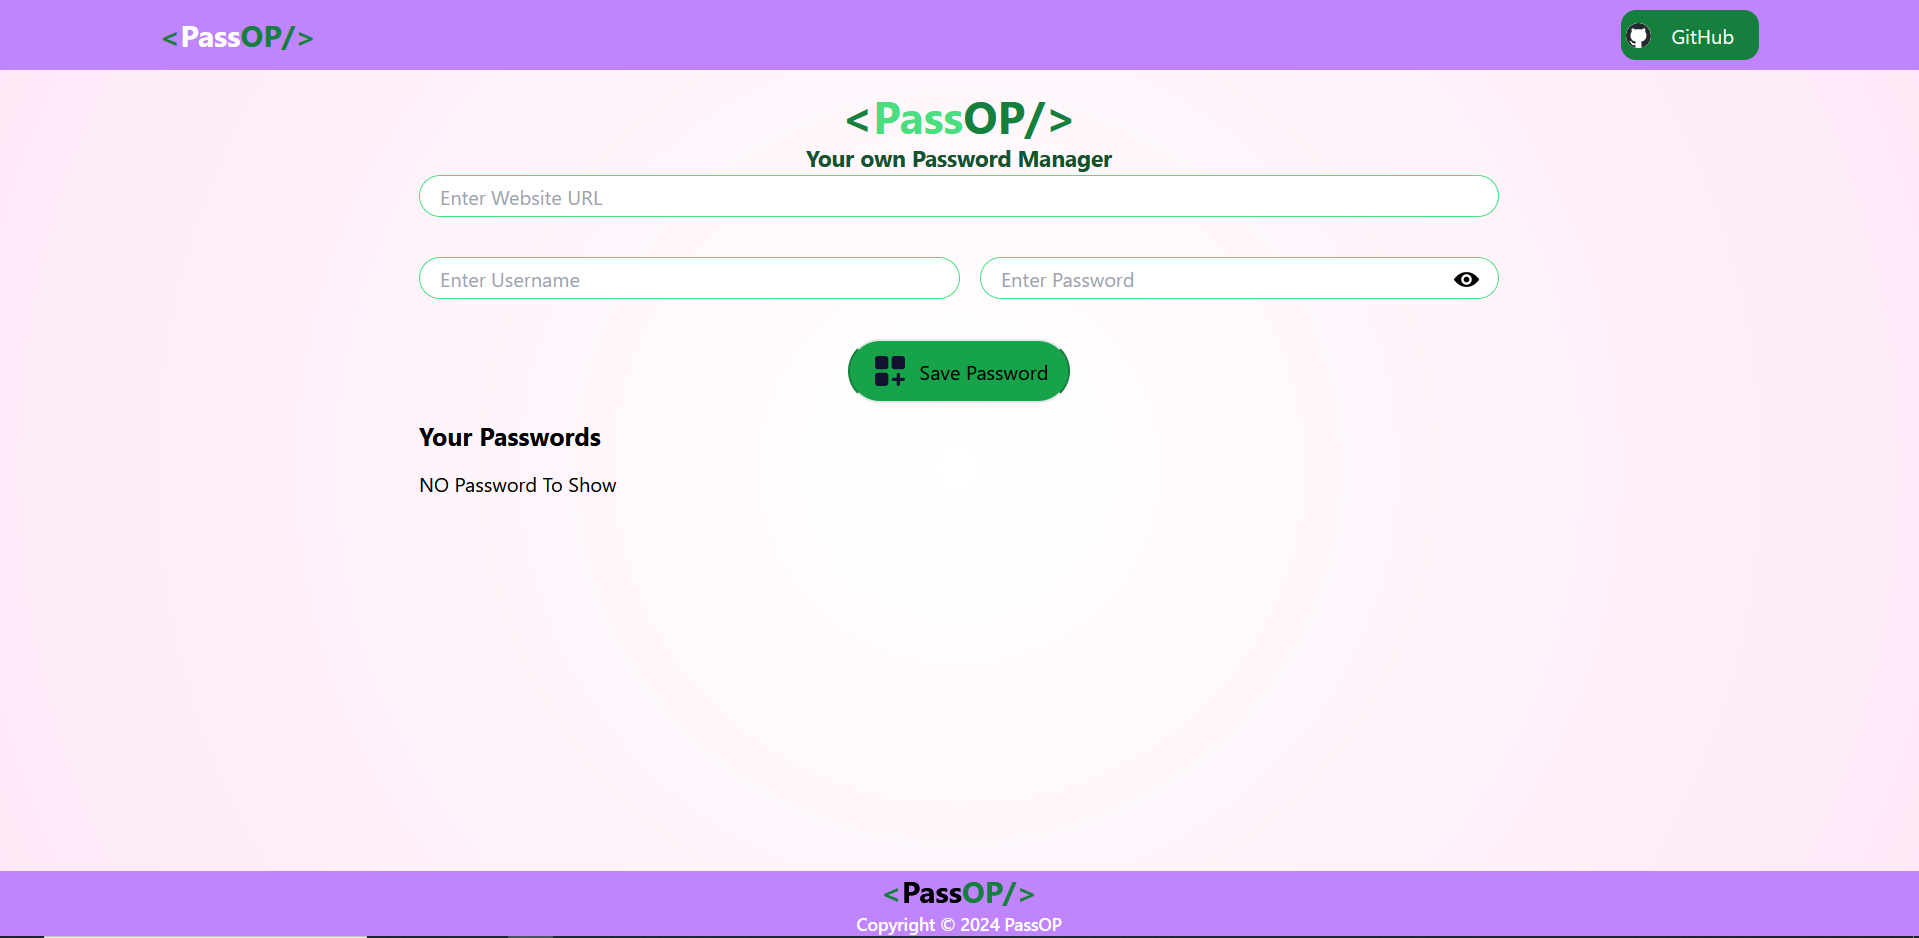 <PassOP/>
GitHub
<PassOP/>
Your own Password Manager
Enter Website URL
Enter Username
Enter Password
Save Password
Your Passwords
NO Password To Show
<PassOP/>
Copyright © 2024 PassOP